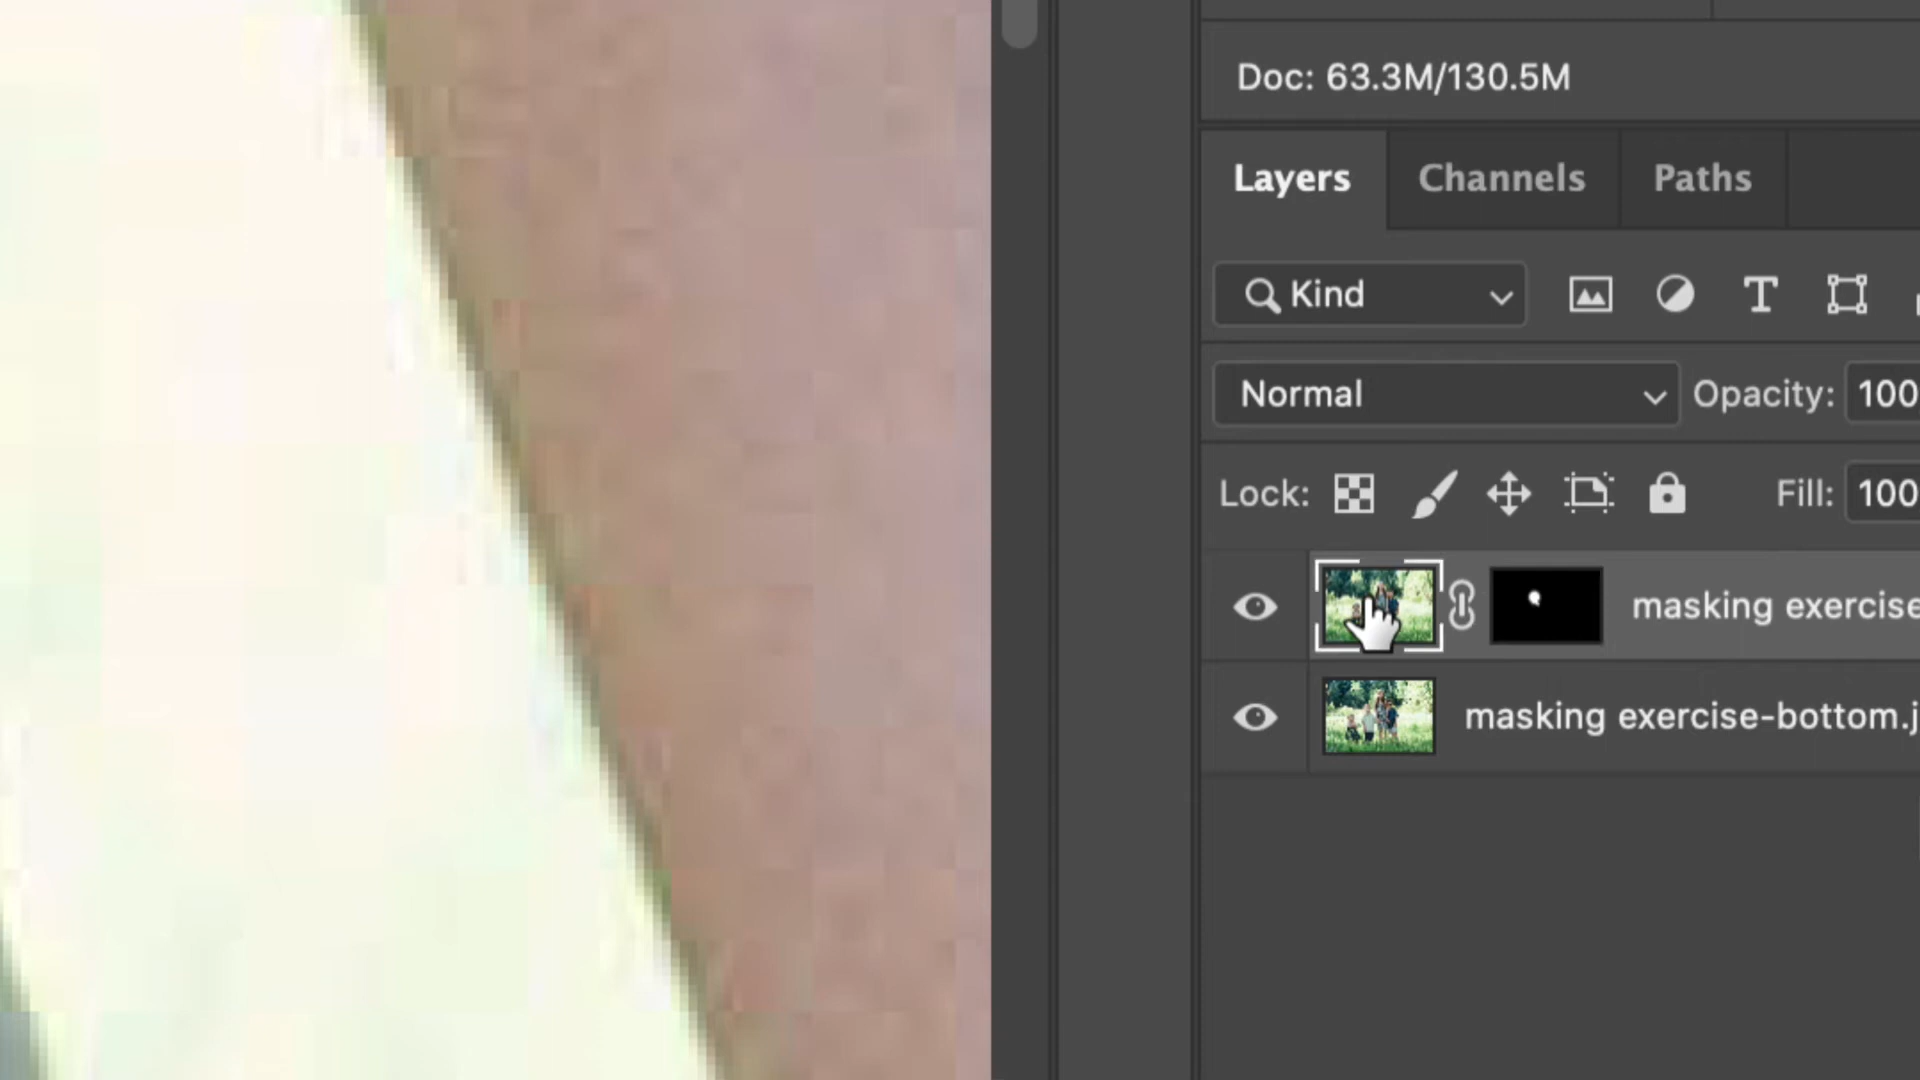 Doc: 63.3M/130.5M
Layers Channels Paths
Kind
Normal Opacity: 100
Lock: Fill: 100
masking exercise
masking exercise-bottom.j